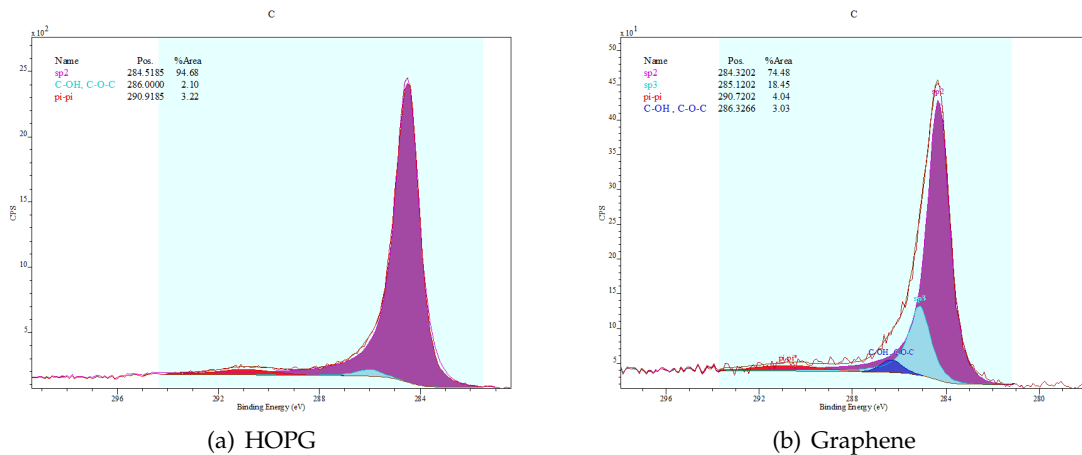 C
x 10²
Name Pos. %Area
sp2 284.5185 94.68
C-OH, C-O-C 286.0000 2.10
pi-pi 290.9185 3.22
25
20
15
10
5
CPS
296 292 288 284
Binding Energy (eV)
(a) HOPG
C
x 10¹
Name Pos. %Area
sp2 284.3202 74.48
sp3 285.1202 18.45
pi-pi 290.7202 4.04
C-OH , C-O-C 286.3266 3.03
50
45
40
35
30
25
20
15
10
5
CPS
sp2
sp3
C-OH , C-O-C
296 292 288 284 280
Binding Energy (eV)
(b) Graphene